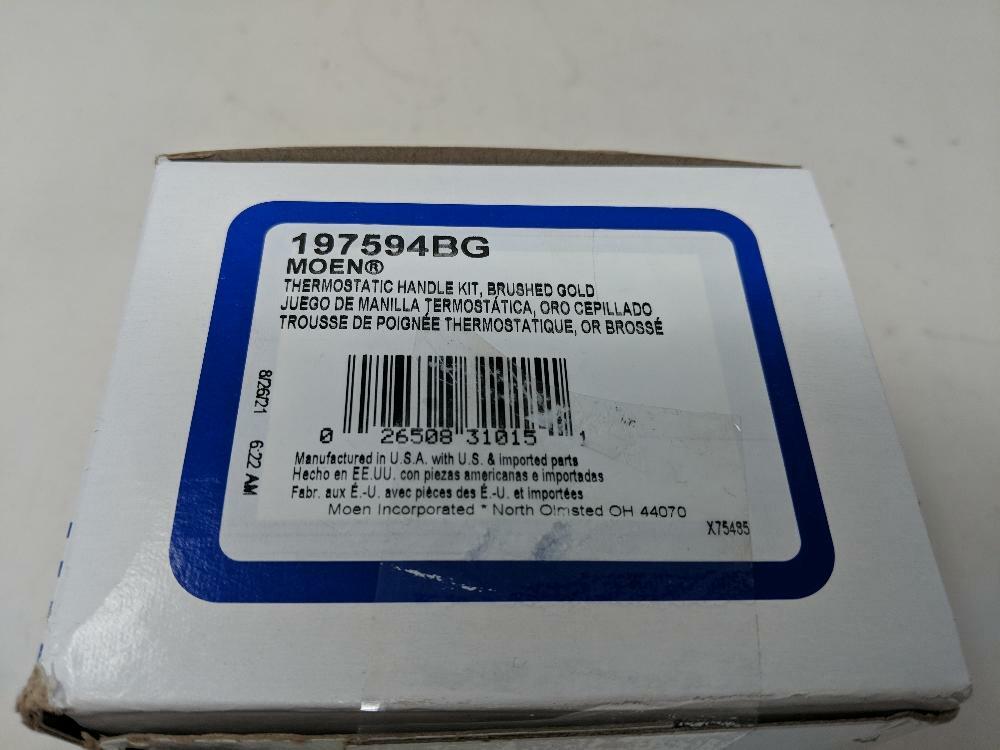 197594BG
MOEN®
THERMOSTATIC HANDLE KIT, BRUSHED GOLD
JUEGO DE MANILLA TERMOSTÁTICA, ORO CEPILLADO
TROUSSE DE POIGNÉE THERMOSTATIQUE, OR BROSSÉ
8/26/21 6:22 AM
0 26508 31015 1
Manufactured in U.S.A. with U.S. & imported parts
Hecho en EE.UU. con piezas americanas e importadas
Fabr. aux É.-U. avec pièces des É.-U. et importées
Moen Incorporated * North Olmsted OH 44070
X75485